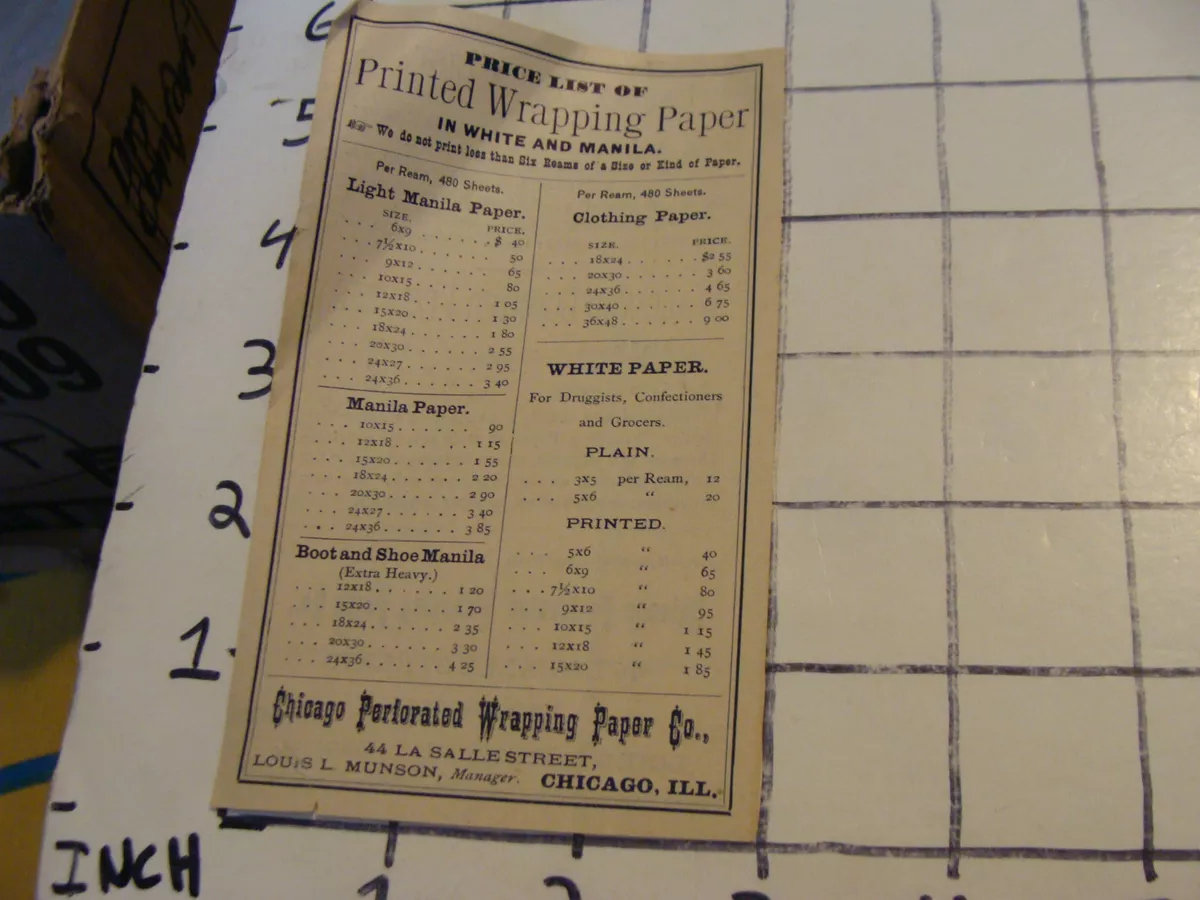 PRICE LIST OF
Printed Wrapping Paper
IN WHITE AND MANILA.
☞ We do not print less than Six Reams of a Size or Kind of Paper.
Per Ream, 480 Sheets.
Light Manila Paper.
SIZE. PRICE.
. . . 6x9 . . . . . . $ 40
. . . 7½x10 . . . . . . 50
. . . 9x12 . . . . . . 65
. . . 10x15 . . . . . . 80
. . . 12x18 . . . . . . 1 05
. . . 15x20 . . . . . . 1 30
. . . 18x24 . . . . . . 1 80
. . . 20x30 . . . . . . 2 55
. . . 24x27 . . . . . . 2 95
. . . 24x36 . . . . . . 3 40
Manila Paper.
. . . 10x15 . . . . . . 90
. . . 12x18 . . . . 1 15
. . . 15x20 . . . . . . 1 55
. . . 18x24 . . . . . . 2 20
. . . 20x30 . . . . . . 2 90
. . . 24x27 . . . . . . 3 40
. . . 24x36 . . . . . . 3 85
Boot and Shoe Manila
(Extra Heavy.)
. . . 12x18 . . . . . . 1 20
. . . 15x20 . . . . . . 1 70
. . . 18x24 . . . . . . 2 35
. . . 20x30 . . . . . . 3 30
. . . 24x36 . . . . . . 4 25
Per Ream, 480 Sheets.
Clothing Paper.
SIZE. PRICE.
. . . 18x24 . . . . . . $2 55
. . . 20x30 . . . . . . 3 60
. . . 24x36 . . . . . . 4 65
. . . 30x40 . . . . . . 6 75
. . . 36x48 . . . . . . 9 00
WHITE PAPER.
For Druggists, Confectioners
and Grocers.
PLAIN.
. . . 3x5 per Ream, 12
. . . 5x6 “ 20
PRINTED.
. . . 5x6 “ 40
. . . 6x9 “ 65
. . . 7½x10 “ 80
. . . 9x12 “ 95
. . . 10x15 “ 1 15
. . . 12x18 “ 1 45
. . . 15x20 “ 1 85
Chicago Perforated Wrapping Paper Co.,
44 LA SALLE STREET,
LOUIS L. MUNSON, Manager. CHICAGO, ILL.
6
5
4
3
2
1
INCH
1
2